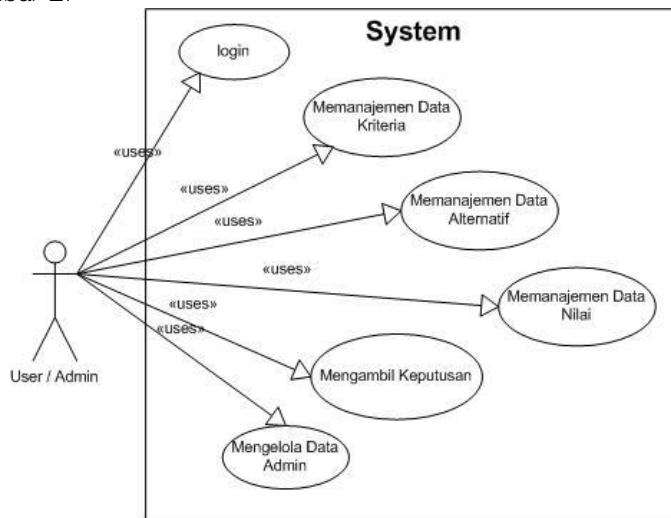 System
login
«uses»
Memanajemen Data
Kriteria
«uses»
Memanajemen Data
Alternatif
«uses»
«uses»
Memanajemen Data
Nilai
«uses»
«uses»
User / Admin
Mengambil Keputusan
Mengelola Data
Admin